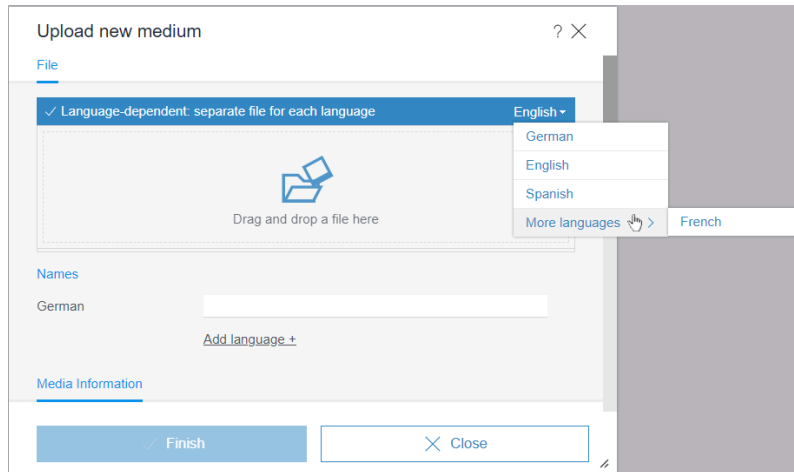 Upload new medium
?
File
Language-dependent: separate file for each language
English
German
English
Spanish
More languages
French
Drag and drop a file here
Names
German
Add language +
Media Information
Finish
Close